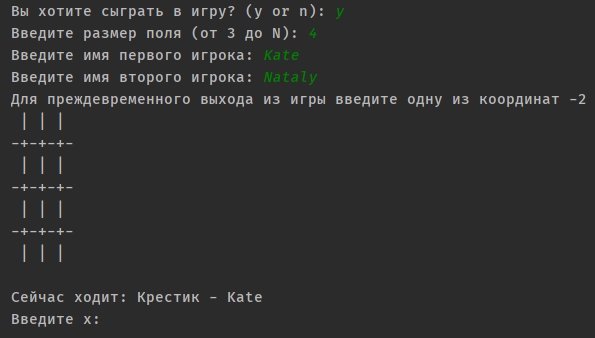 Вы хотите сыграть в игру? (y or n): y
Введите размер поля (от 3 до N): 4
Введите имя первого игрока: Kate
Введите имя второго игрока: Nataly
Для преждевременного выхода из игры введите одну из координат -2
 | | | 
-+-+-+-
 | | | 
-+-+-+-
 | | | 
-+-+-+-
 | | | 
Сейчас ходит: Крестик - Kate
Введите x: